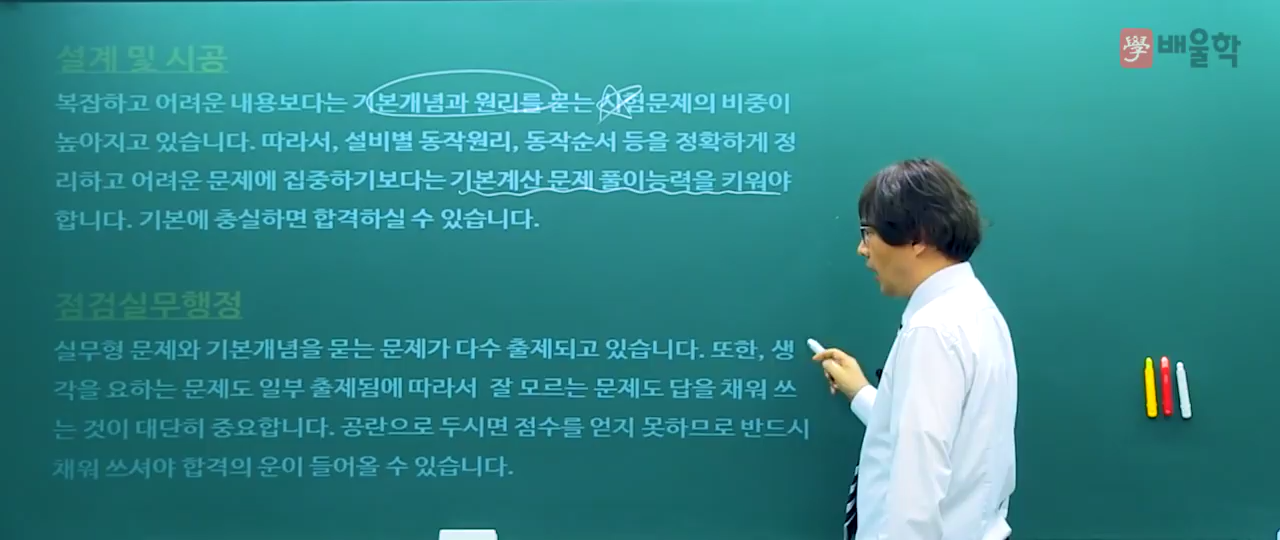 學 배울학
설계 및 시공
복잡하고 어려운 내용보다는 기본개념과 원리를 묻는 시험문제의 비중이
높아지고 있습니다. 따라서, 설비별 동작원리, 동작순서 등을 정확하게 정
리하고 어려운 문제에 집중하기보다는 기본계산 문제 풀이능력을 키워야
합니다. 기본에 충실하면 합격하실 수 있습니다.
점검실무행정
실무형 문제와 기본개념을 묻는 문제가 다수 출제되고 있습니다. 또한, 생
각을 요하는 문제도 일부 출제됨에 따라서 잘 모르는 문제도 답을 채워 쓰
는 것이 대단히 중요합니다. 공란으로 두시면 점수를 얻지 못하므로 반드시
채워 쓰셔야 합격의 운이 들어올 수 있습니다.